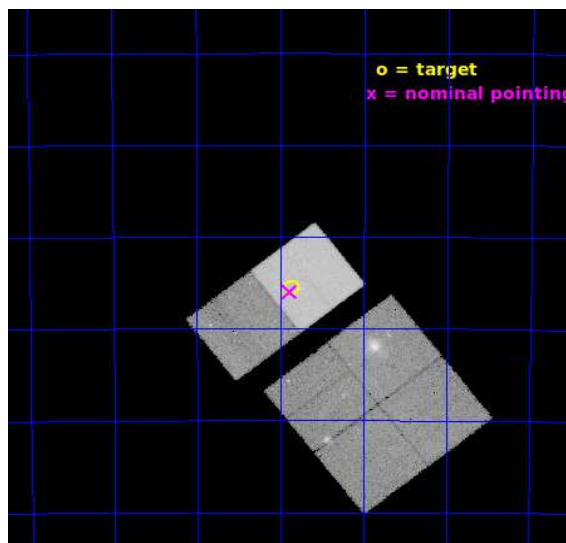 o = target
x = nominal pointing